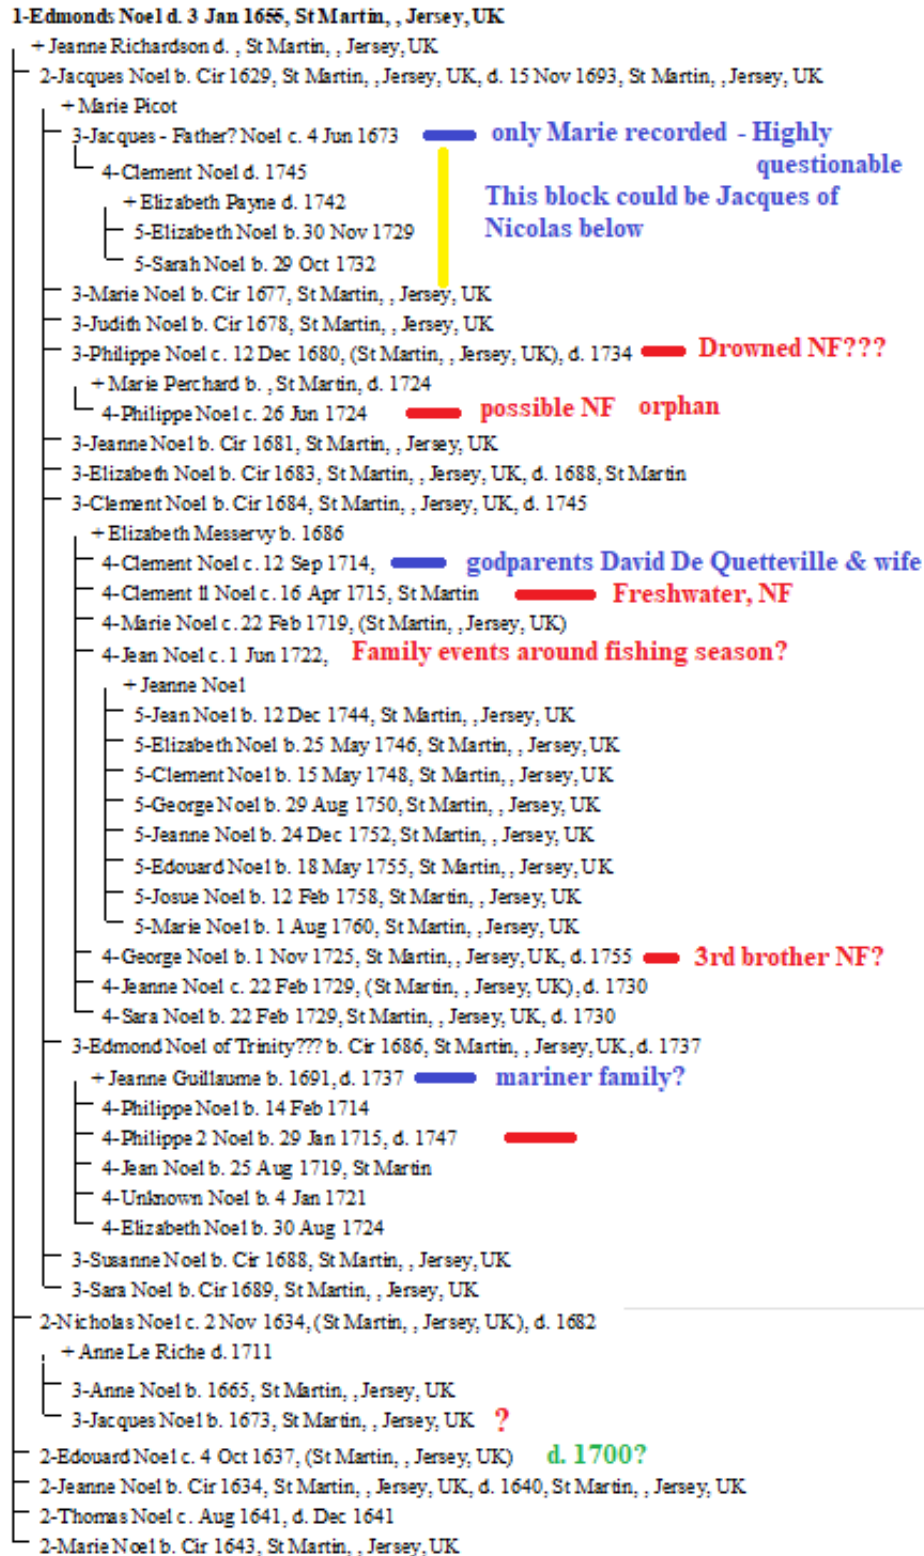 1-Edmonds Noel d. 3 Jan 1655, St Martin, , Jersey, UK
+ Jeanne Richardson d. , St Martin, , Jersey, UK
2-Jacques Noel b. Cir 1629, St Martin, , Jersey, UK, d. 15 Nov 1693, St Martin, , Jersey, UK
+ Marie Picot
3-Jacques - Father? Noel c. 4 Jun 1673 only Marie recorded - Highly questionable
4-Clement Noel d. 1745
+ Elizabeth Payne d. 1742 This block could be Jacques of
5-Elizabeth Noel b. 30 Nov 1729 Nicolas below
5-Sarah Noel b. 29 Oct 1732
3-Marie Noel b. Cir 1677, St Martin, , Jersey, UK
3-Judith Noel b. Cir 1678, St Martin, , Jersey, UK
3-Philippe Noel c. 12 Dec 1680, (St Martin, , Jersey, UK), d. 1734 Drowned NF???
+ Marie Perchard b. , St Martin, d. 1724
4-Philippe Noel c. 26 Jun 1724 possible NF orphan
3-Jeanne Noel b. Cir 1681, St Martin, , Jersey, UK
3-Elizabeth Noel b. Cir 1683, St Martin, , Jersey, UK, d. 1688, St Martin
3-Clement Noel b. Cir 1684, St Martin, , Jersey, UK, d. 1745
+ Elizabeth Messervy b. 1686
4-Clement Noel c. 12 Sep 1714, godparents David De Quetteville & wife
4-Clement 11 Noel c. 16 Apr 1715, St Martin Freshwater, NF
4-Marie Noel c. 22 Feb 1719, (St Martin, , Jersey, UK)
4-Jean Noel c. 1 Jun 1722, Family events around fishing season?
+ Jeanne Noel
5-Jean Noel b. 12 Dec 1744, St Martin, , Jersey, UK
5-Elizabeth Noel b. 25 May 1746, St Martin, , Jersey, UK
5-Clement Noel b. 15 May 1748, St Martin, , Jersey, UK
5-George Noel b. 29 Aug 1750, St Martin, , Jersey, UK
5-Jeanne Noel b. 24 Dec 1752, St Martin, , Jersey, UK
5-Edouard Noel b. 18 May 1755, St Martin, , Jersey, UK
5-Josue Noel b. 12 Feb 1758, St Martin, , Jersey, UK
5-Marie Noel b. 1 Aug 1760, St Martin, , Jersey, UK
4-George Noel b. 1 Nov 1725, St Martin, , Jersey, UK, d. 1755 3rd brother NF?
4-Jeanne Noel c. 22 Feb 1729, (St Martin, , Jersey, UK), d. 1730
4-Sara Noel b. 22 Feb 1729, St Martin, , Jersey, UK, d. 1730
3-Edmond Noel of Trinity??? b. Cir 1686, St Martin, , Jersey, UK, d. 1737
+ Jeanne Guillaume b. 1691, d. 1737 mariner family?
4-Philippe Noel b. 14 Feb 1714
4-Philippe 2 Noel b. 29 Jan 1715, d. 1747
4-Jean Noel b. 25 Aug 1719, St Martin
4-Unknown Noel b. 4 Jan 1721
4-Elizabeth Noel b. 30 Aug 1724
3-Susanne Noel b. Cir 1688, St Martin, , Jersey, UK
3-Sara Noel b. Cir 1689, St Martin, , Jersey, UK
2-Nicholas Noel c. 2 Nov 1634, (St Martin, , Jersey, UK), d. 1682
+ Anne Le Riche d. 1711
3-Anne Noel b. 1665, St Martin, , Jersey, UK
3-Jacques Noel b. 1673, St Martin, , Jersey, UK ?
2-Edouard Noel c. 4 Oct 1637, (St Martin, , Jersey, UK) d. 1700?
2-Jeanne Noel b. Cir 1634, St Martin, , Jersey, UK, d. 1640, St Martin, , Jersey, UK
2-Thomas Noel c. Aug 1641, d. Dec 1641
2-Marie Noel b. Cir 1643, St Martin, , Jersey, UK